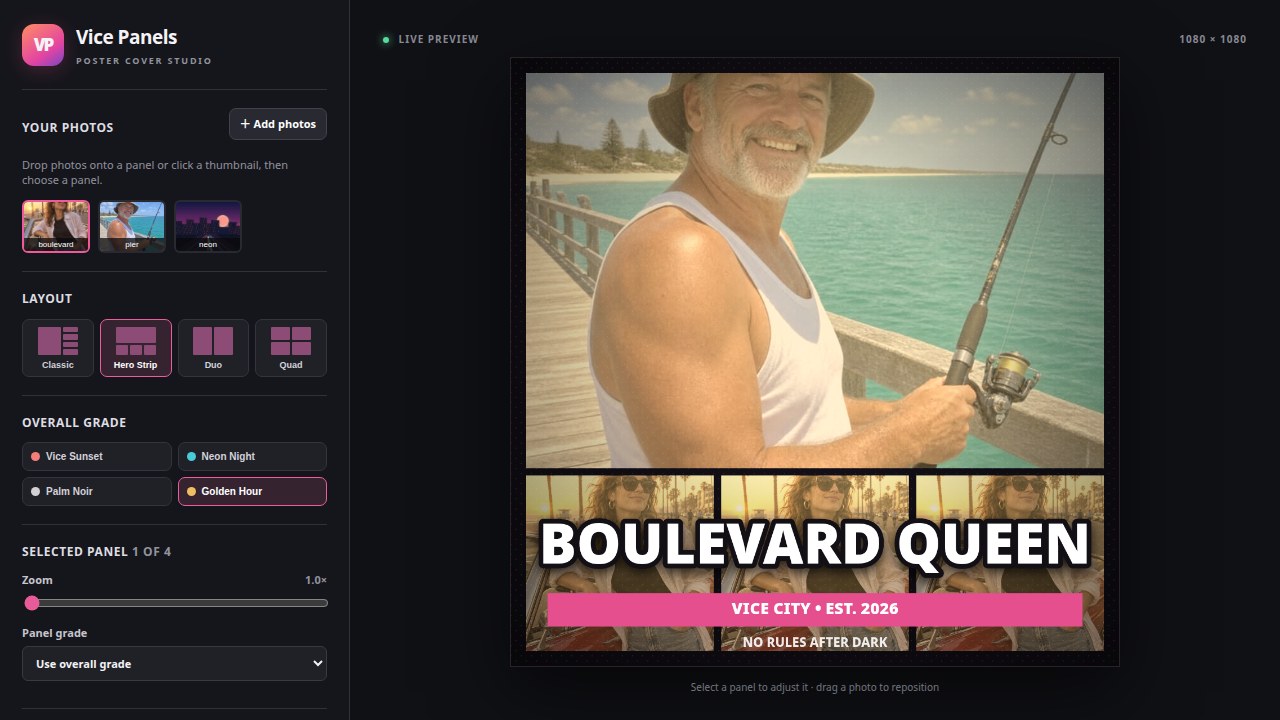 VP
Vice Panels
POSTER COVER STUDIO
YOUR PHOTOS
+ Add photos
Drop photos onto a panel or click a thumbnail, then
choose a panel.
boulevard
pier
neon
LAYOUT
Classic
Hero Strip
Duo
Quad
OVERALL GRADE
Vice Sunset
Neon Night
Palm Noir
Golden Hour
SELECTED PANEL 1 OF 4
Zoom
1.0×
Panel grade
Use overall grade
LIVE PREVIEW
1080 × 1080
BOULEVARD QUEEN
VICE CITY • EST. 2026
NO RULES AFTER DARK
Select a panel to adjust it · drag a photo to reposition